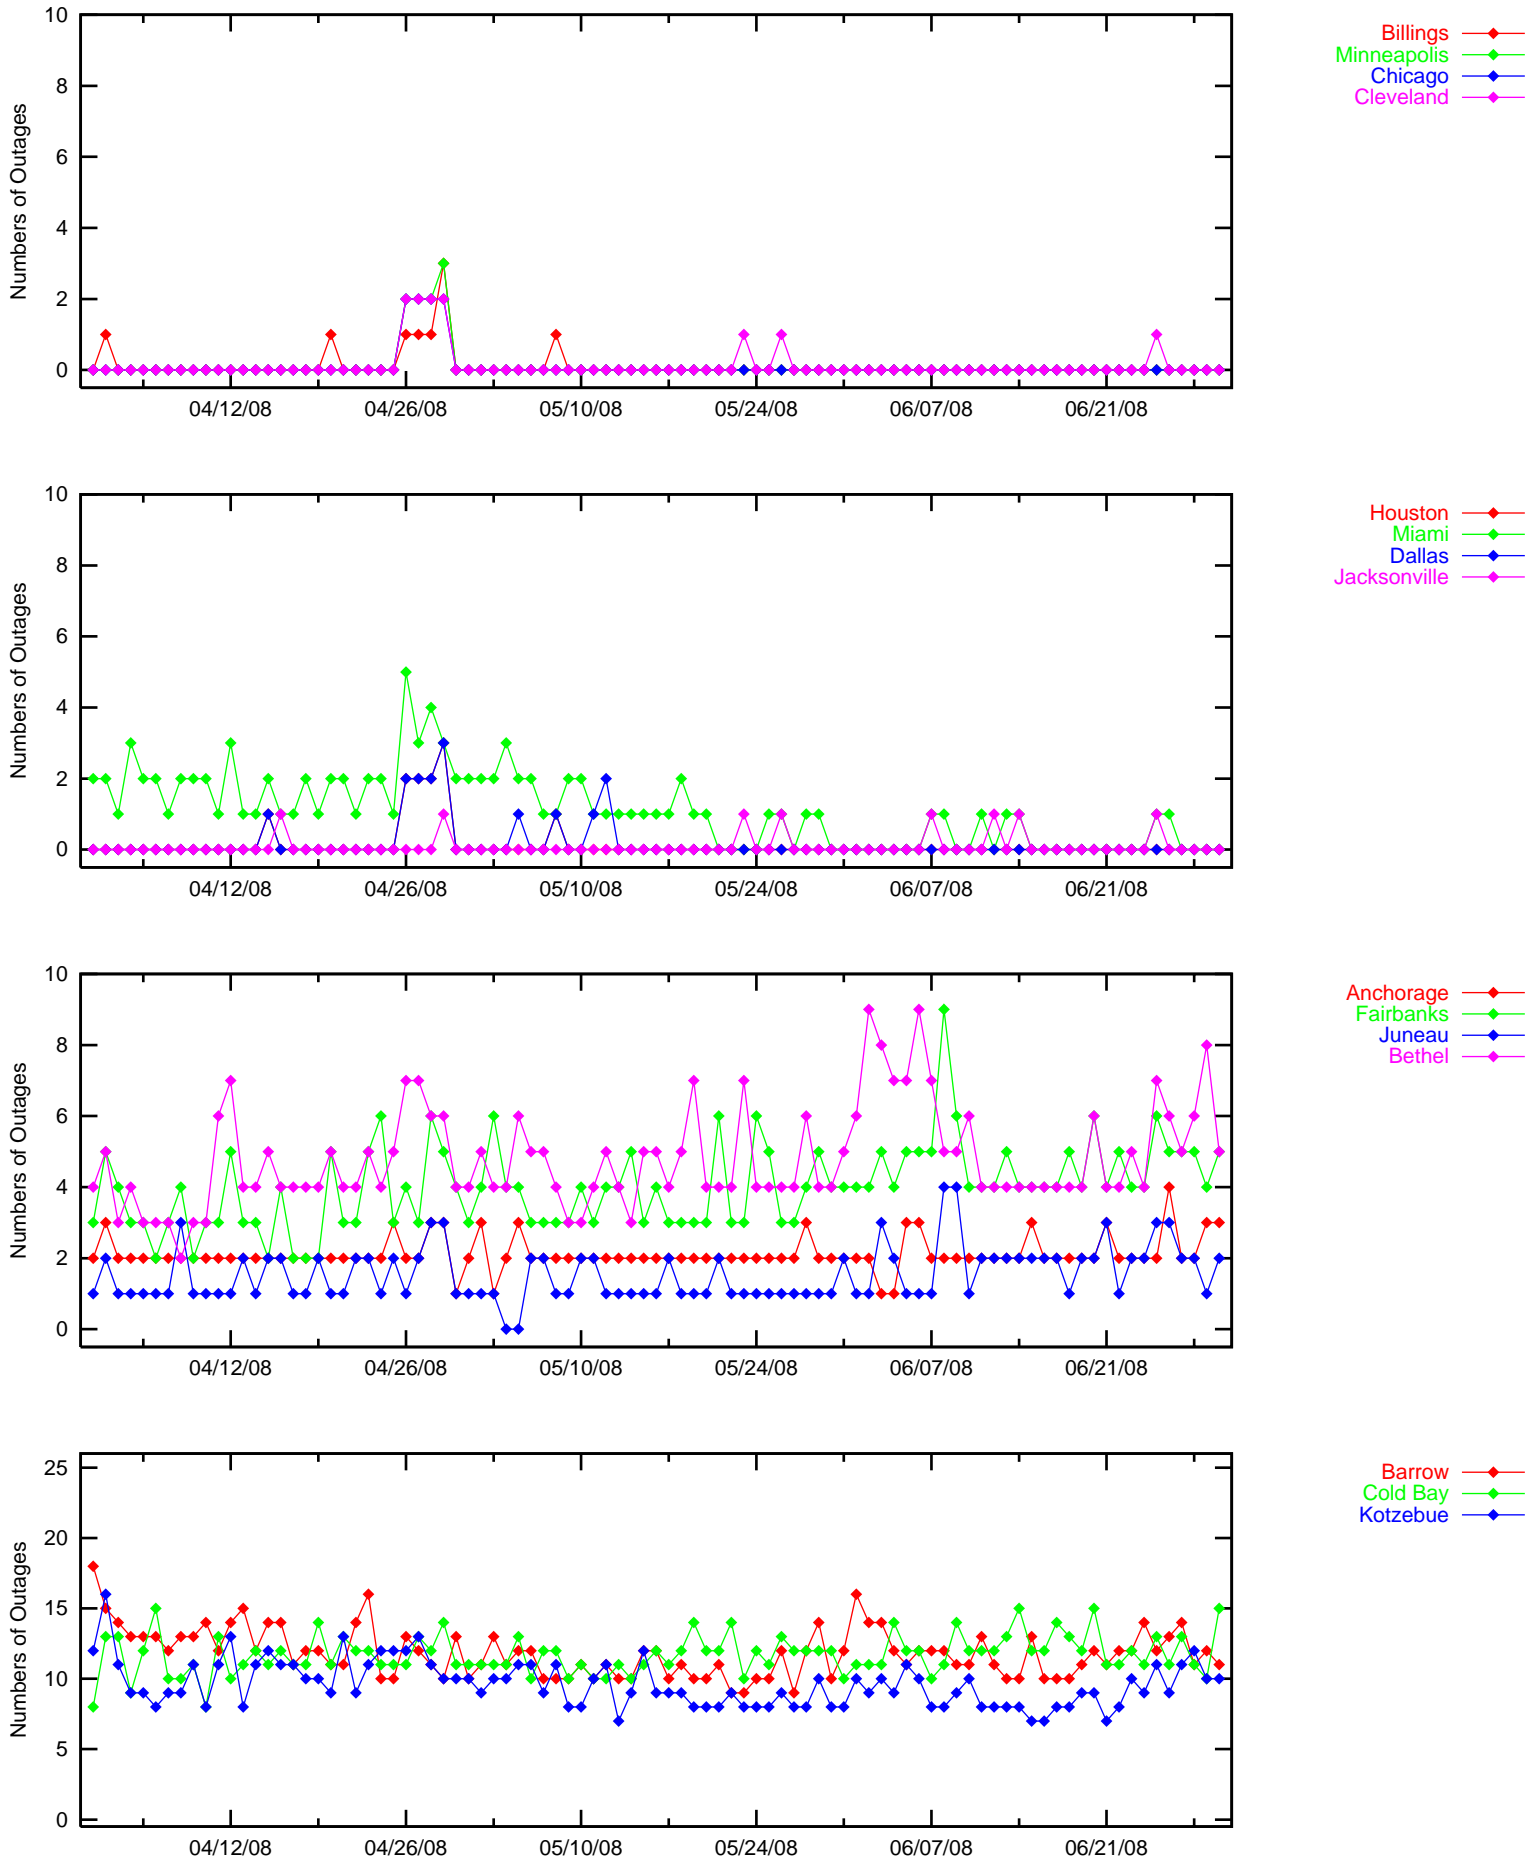 10
8
6
4
2
0
Numbers of Outages
04/12/08 04/26/08 05/10/08 05/24/08 06/07/08 06/21/08
Billings
Minneapolis
Chicago
Cleveland
10
8
6
4
2
0
Numbers of Outages
04/12/08 04/26/08 05/10/08 05/24/08 06/07/08 06/21/08
Houston
Miami
Dallas
Jacksonville
10
8
6
4
2
0
Numbers of Outages
04/12/08 04/26/08 05/10/08 05/24/08 06/07/08 06/21/08
Anchorage
Fairbanks
Juneau
Bethel
25
20
15
10
5
0
Numbers of Outages
04/12/08 04/26/08 05/10/08 05/24/08 06/07/08 06/21/08
Barrow
Cold Bay
Kotzebue